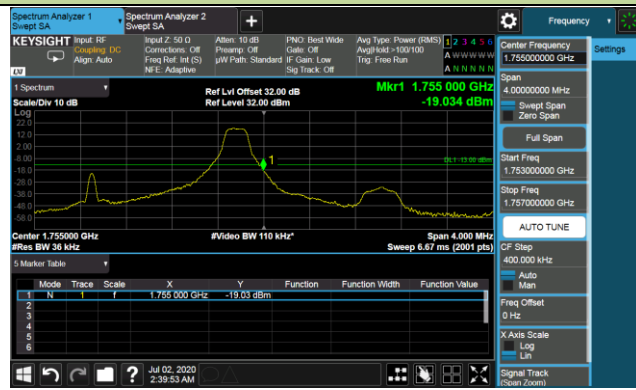 Spectrum Analyzer 1
Swept SA
Spectrum Analyzer 2
Swept SA
Frequency
KEYSIGHT
Input: RF
Coupling: DC
Align: Auto
Input Z: 50 Ω
Corrections: Off
Freq Ref: Int (S)
NFE: Adaptive
Atten: 10 dB
Preamp: Off
µW Path: Standard
PNO: Best Wide
Gate: Off
IF Gain: Low
Sig Track: Off
Avg Type: Power (RMS)
Avg|Hold >100/100
Trig: Free Run
1 2 3 4 5 6
A W W W W W
A N N N N N
LXI
1 Spectrum
Scale/Div 10 dB
Ref Lvl Offset 32.00 dB
Ref Level 32.00 dBm
Mkr1 1.755 000 GHz
-19.034 dBm
Log
22.0
12.0
2.00
-8.00
-18.0
-28.0
-38.0
-48.0
-58.0
1
DL1 -13.00 dBm
Center 1.755000 GHz
#Res BW 36 kHz
#Video BW 110 kHz*
Span 4.000 MHz
Sweep 6.67 ms (2001 pts)
5 Marker Table
Mode Trace Scale X Y Function Function Width Function Value
1 N 1 f 1.755 000 GHz -19.03 dBm
2
3
4
5
6
Jul 02, 2020
2:39:53 AM
Center Frequency
1.755000000 GHz
Settings
Span
4.00000000 MHz
Swept Span
Zero Span
Full Span
Start Freq
1.753000000 GHz
Stop Freq
1.757000000 GHz
AUTO TUNE
CF Step
400.000 kHz
Auto
Man
Freq Offset
0 Hz
X Axis Scale
Log
Lin
Signal Track
(Span Zoom)